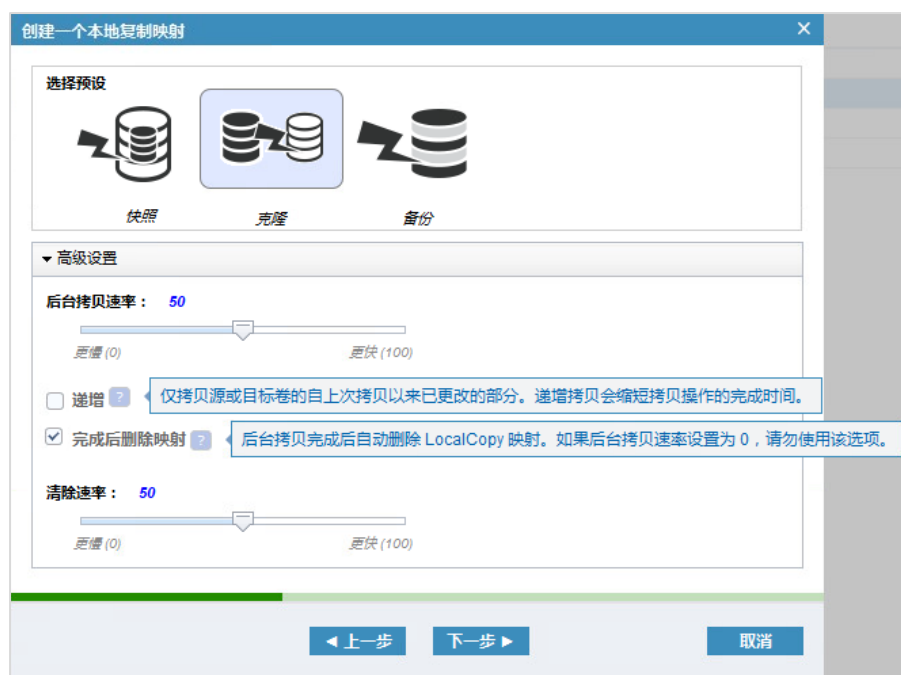 创建一个本地复制映射
选择预设
快照 克隆 备份
高级设置
后台拷贝速率： 50
更慢 (0) 更快 (100)
递增 ? 仅拷贝源或目标卷的自上次拷贝以来已更改的部分。递增拷贝会缩短拷贝操作的完成时间。
完成后删除映射 ? 后台拷贝完成后自动删除 LocalCopy 映射。如果后台拷贝速率设置为 0，请勿使用该选项。
清除速率： 50
更慢 (0) 更快 (100)
上一步 下一步 取消